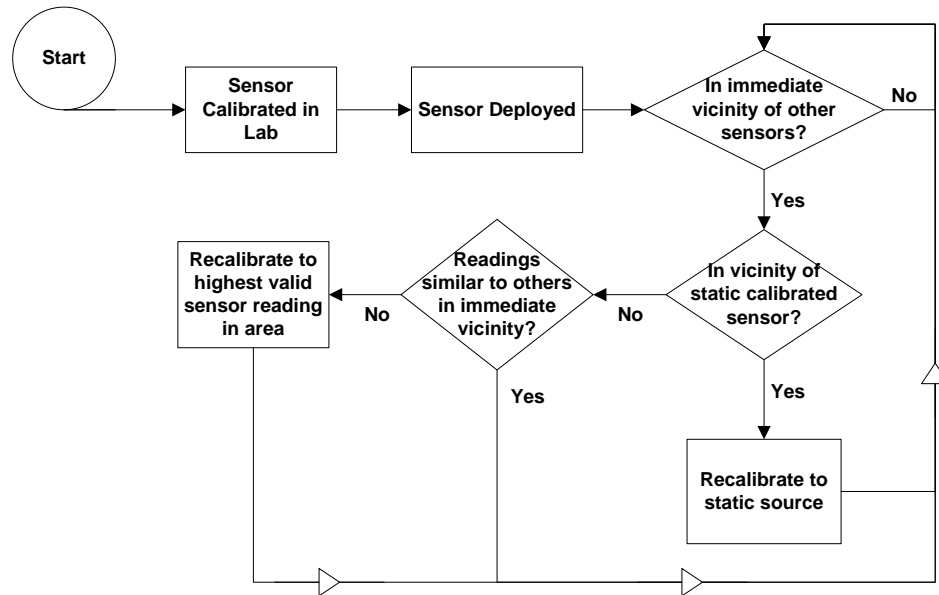 Start
Sensor
Calibrated in
Lab
Sensor Deployed
In immediate
vicinity of other
sensors?
No
Yes
Recalibrate to
highest valid
sensor reading
in area
No
Readings
similar to others
in immediate
vicinity?
No
In vicinity of
static calibrated
sensor?
Yes
Yes
Recalibrate to
static source